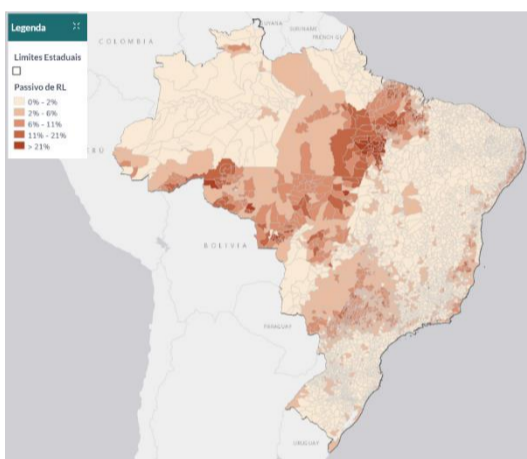 Legenda
Limites Estaduais
Passivo de RL
0% - 2%
2% - 6%
6% - 11%
11% - 21%
> 21%
COLOMBIA
SURINAME
BOLIVIA
PARAGUAY
URUGUAY